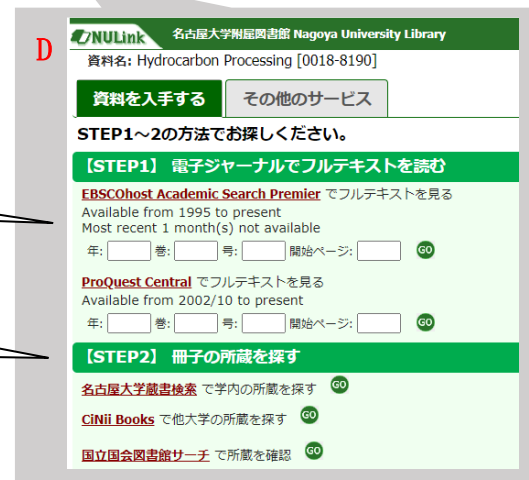 D
NULink 名古屋大学附属図書館 Nagoya University Library
資料名: Hydrocarbon Processing [0018-8190]
資料を入手する その他のサービス
STEP1～2の方法でお探しください。
【STEP1】 電子ジャーナルでフルテキストを読む
EBSCOhost Academic Search Premier でフルテキストを見る
Available from 1995 to present
Most recent 1 month(s) not available
年: 巻: 号: 開始ページ: GO
ProQuest Central でフルテキストを見る
Available from 2002/10 to present
年: 巻: 号: 開始ページ: GO
【STEP2】 冊子の所蔵を探す
名古屋大学蔵書検索 で学内の所蔵を探す GO
CiNii Books で他大学の所蔵を探す GO
国立国会図書館サーチ で所蔵を確認 GO